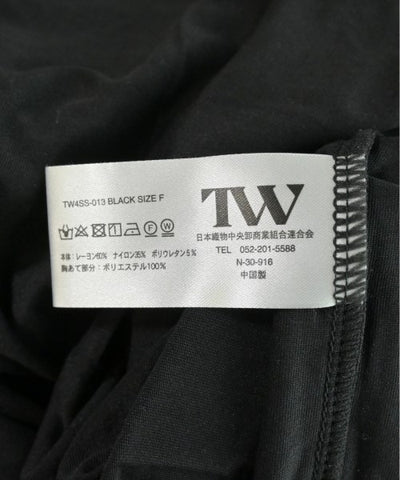 TW4SS-013 BLACK SIZE F
本体: レーヨン60% ナイロン35% ポリウレタン5%
胸あて部分: ポリエステル100%
TW
日本織物中央卸商業組合連合会
TEL 052-201-5588
N-30-916
中国製